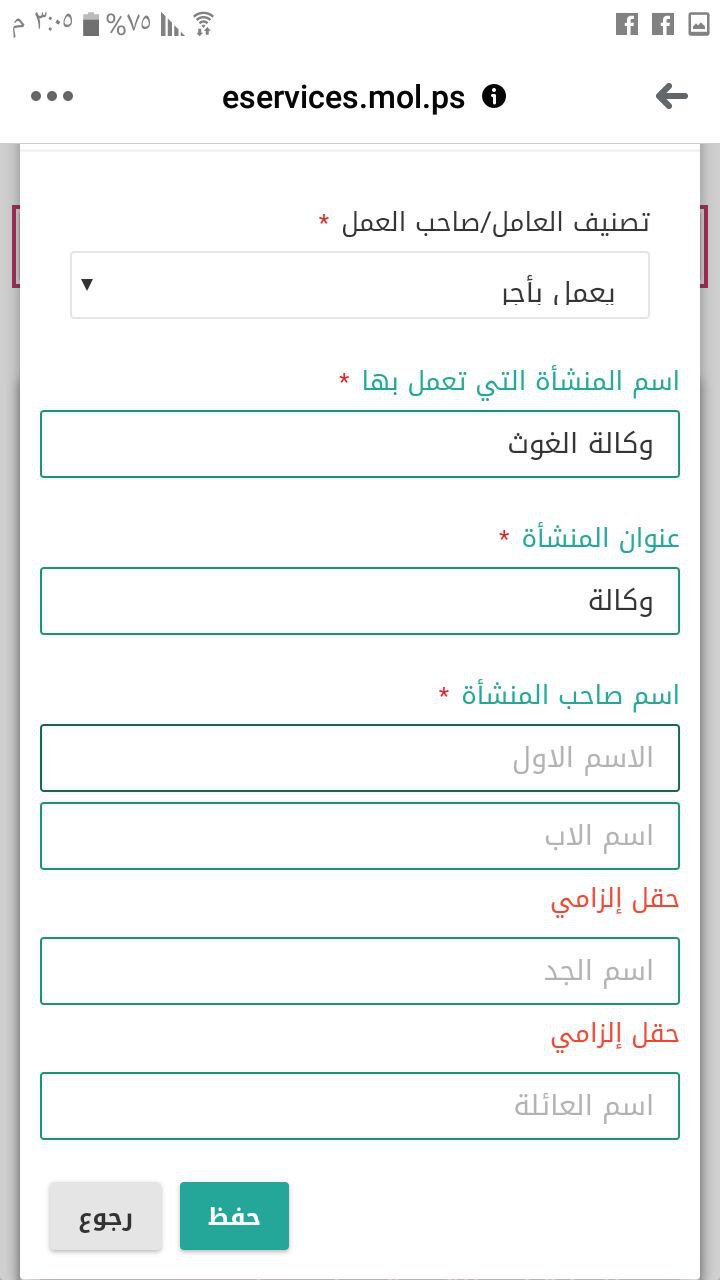 ٣:٠٥ م ٧٥%
eservices.mol.ps
تصنيف العامل/صاحب العمل *
يعمل بأجر
اسم المنشأة التي تعمل بها *
وكالة الغوث
عنوان المنشأة *
وكالة
اسم صاحب المنشأة *
الاسم الاول
اسم الاب
حقل إلزامي
اسم الجد
حقل إلزامي
اسم العائلة
حفظ
رجوع